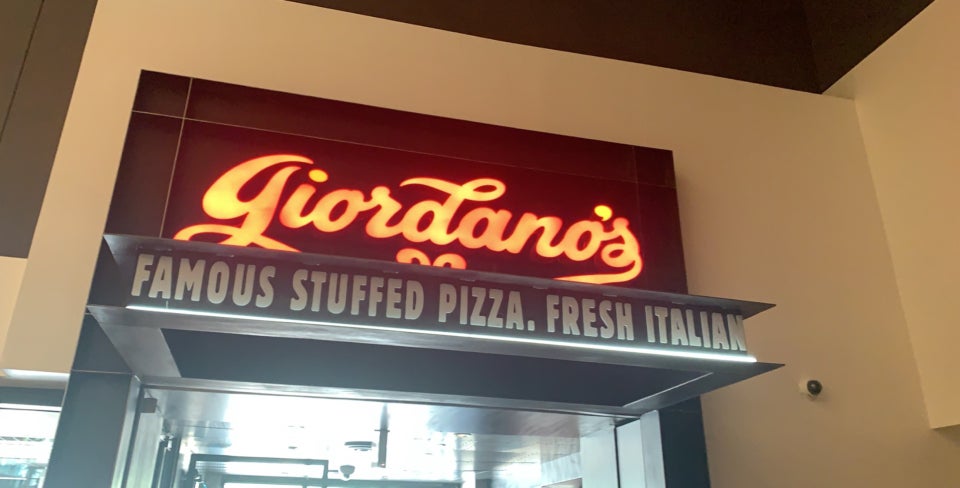 Giordano's
FAMOUS STUFFED PIZZA. FRESH ITALIAN